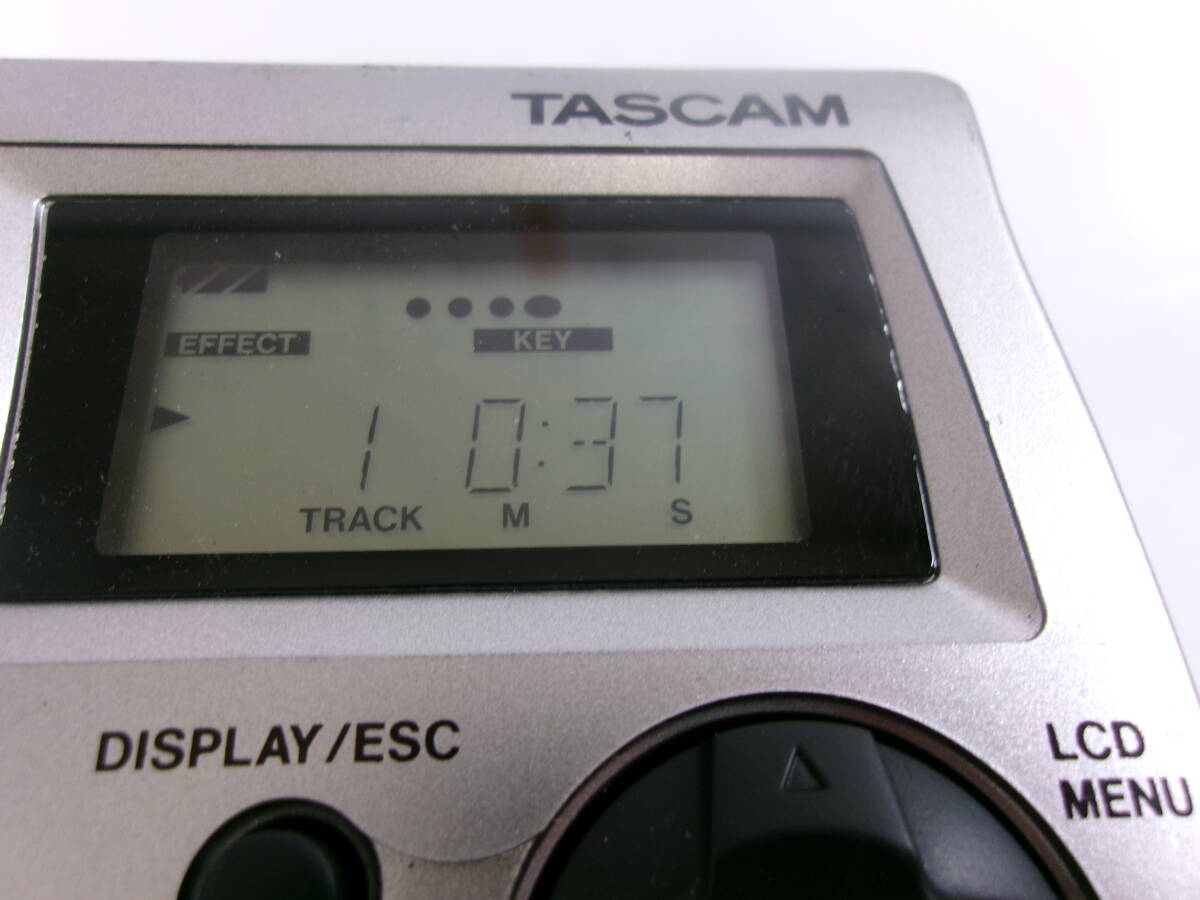 TASCAM
EFFECT KEY
1 0:37
TRACK M S
DISPLAY/ESC
LCD
MENU